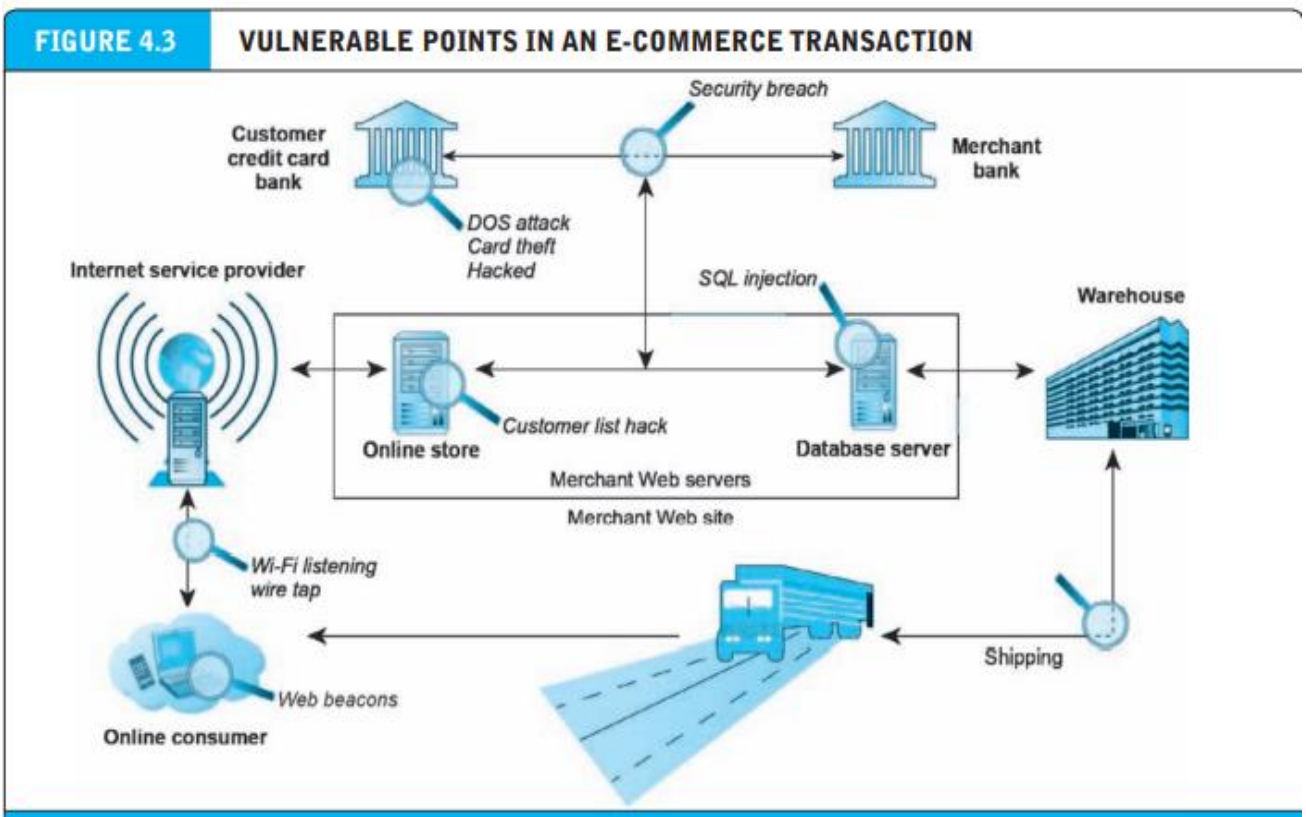 FIGURE 4.3
VULNERABLE POINTS IN AN E-COMMERCE TRANSACTION
Security breach
Customer
credit card
bank
Merchant
bank
DOS attack
Card theft
Hacked
Internet service provider
SQL injection
Warehouse
Customer list hack
Online store
Database server
Merchant Web servers
Merchant Web site
Wi-Fi listening
wire tap
Shipping
Web beacons
Online consumer